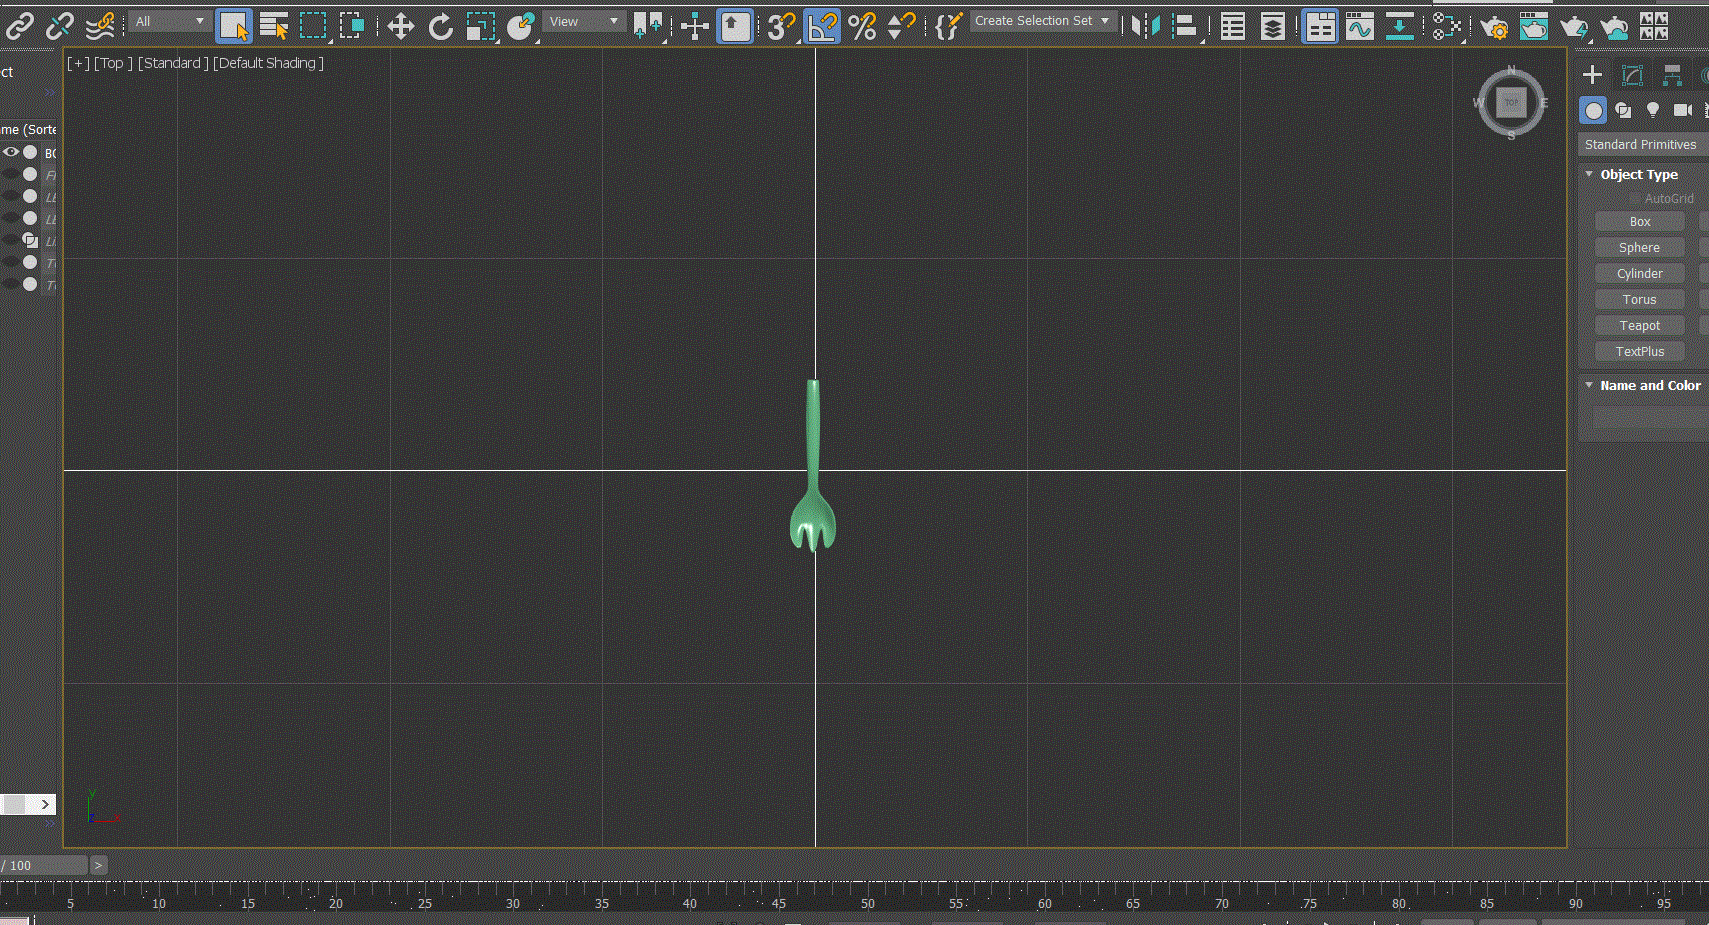 All
View
3
%
Create Selection Set
ct
[+] [Top ] [Standard ] [Default Shading ]
N
W
TOP
E
S
me (Sorte
BC
Standard Primitives
Object Type
AutoGrid
Box
Sphere
Cylinder
Torus
Teapot
TextPlus
Name and Color
y
x
/ 100
>
5 10 15 20 25 30 35 40 45 50 55 60 65 70 75 80 85 90 95